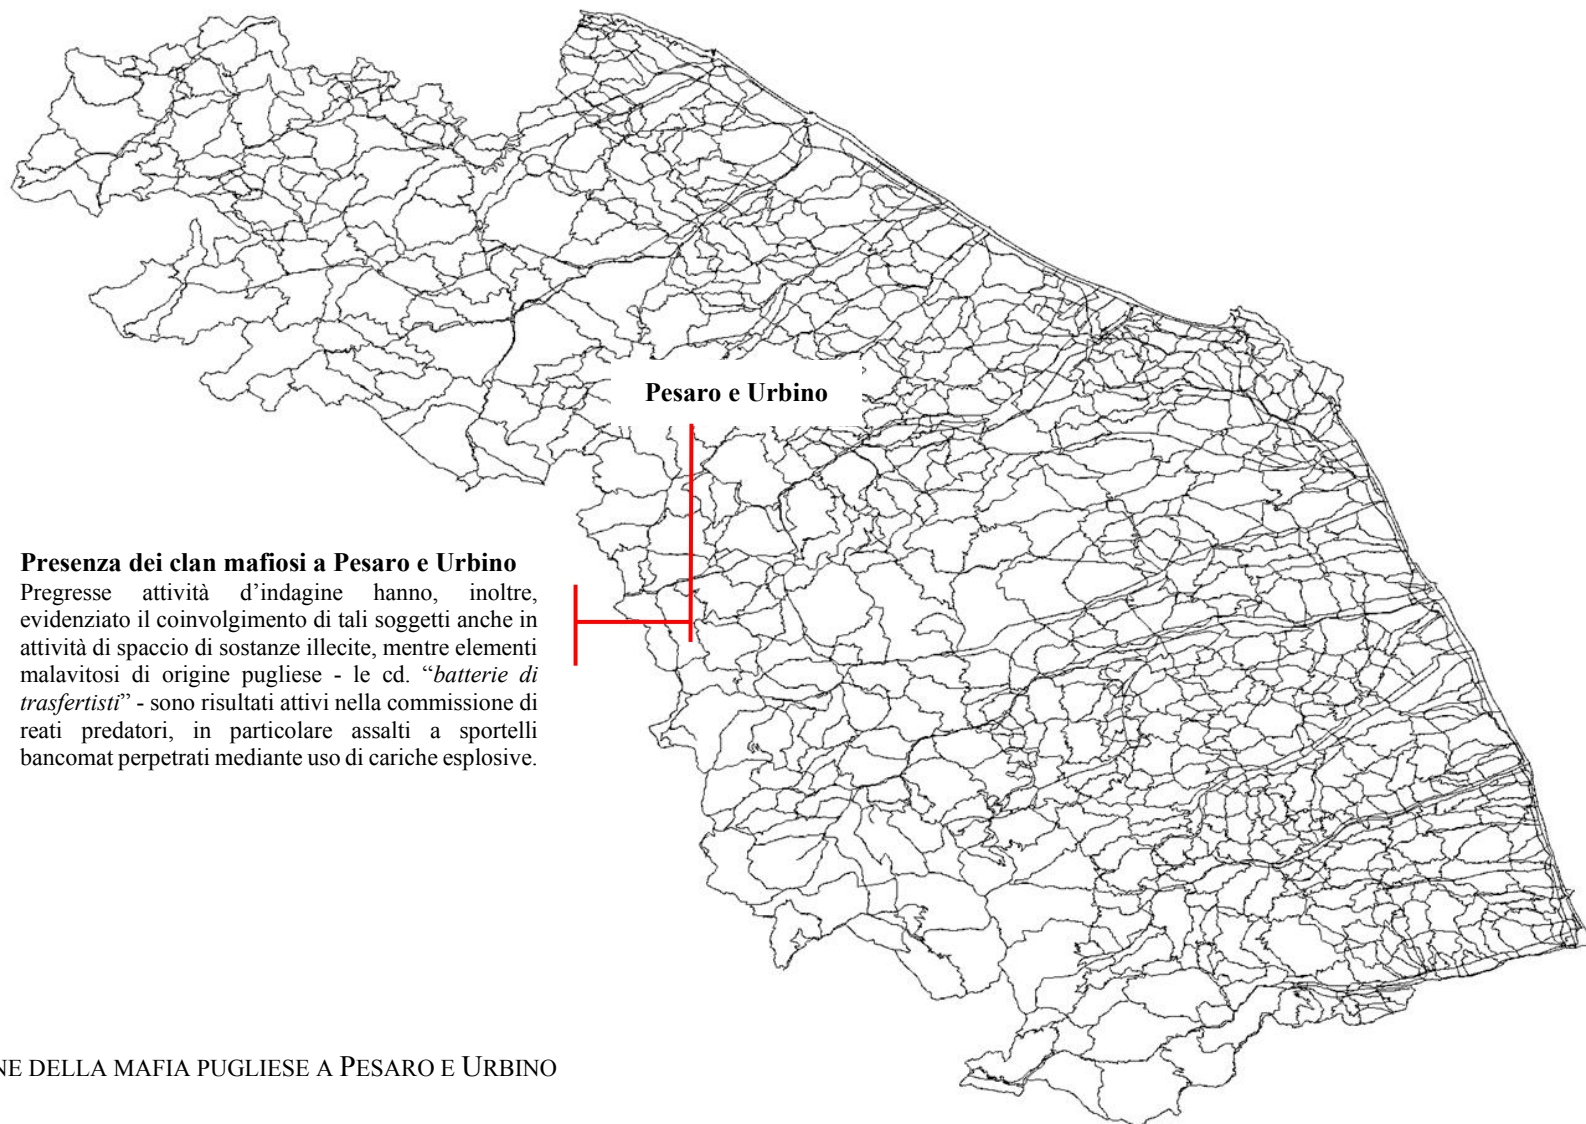 Pesaro e Urbino
Presenza dei clan mafiosi a Pesaro e Urbino
Pregresse attività d’indagine hanno, inoltre,
evidenziato il coinvolgimento di tali soggetti anche in
attività di spaccio di sostanze illecite, mentre elementi
malavitosi di origine pugliese - le cd. “batterie di
trasfertisti” - sono risultati attivi nella commissione di
reati predatori, in particolare assalti a sportelli
bancomat perpetrati mediante uso di cariche esplosive.
NE DELLA MAFIA PUGLIESE A PESARO E URBINO